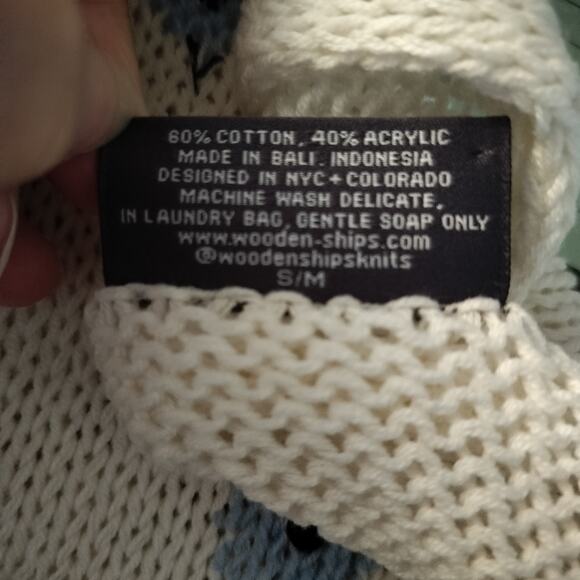 60% COTTON, 40% ACRYLIC
MADE IN BALI, INDONESIA
DESIGNED IN NYC + COLORADO
MACHINE WASH DELICATE,
IN LAUNDRY BAG, GENTLE SOAP ONLY
www.wooden-ships.com
@woodenshipsknits
S/M